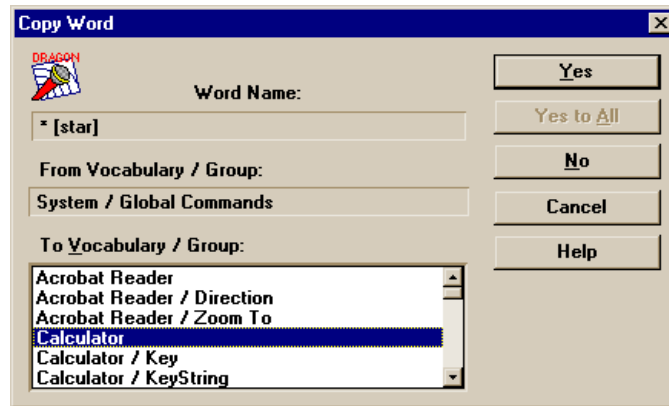 Copy Word
DRAGON
Word Name:
* [star]
From Vocabulary / Group:
System / Global Commands
To Vocabulary / Group:
Acrobat Reader
Acrobat Reader / Direction
Acrobat Reader / Zoom To
Calculator
Calculator / Key
Calculator / KeyString
Yes
Yes to All
No
Cancel
Help